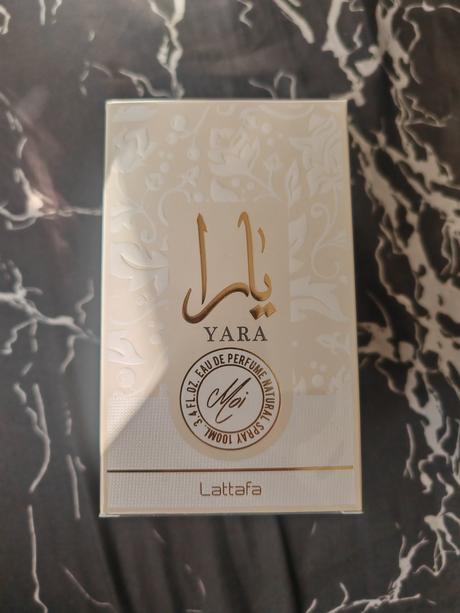 يارا
YARA
EAU DE PERFUME NATURAL SPRAY 100ML. 3.4 FL.OZ.
Moi
Lattafa